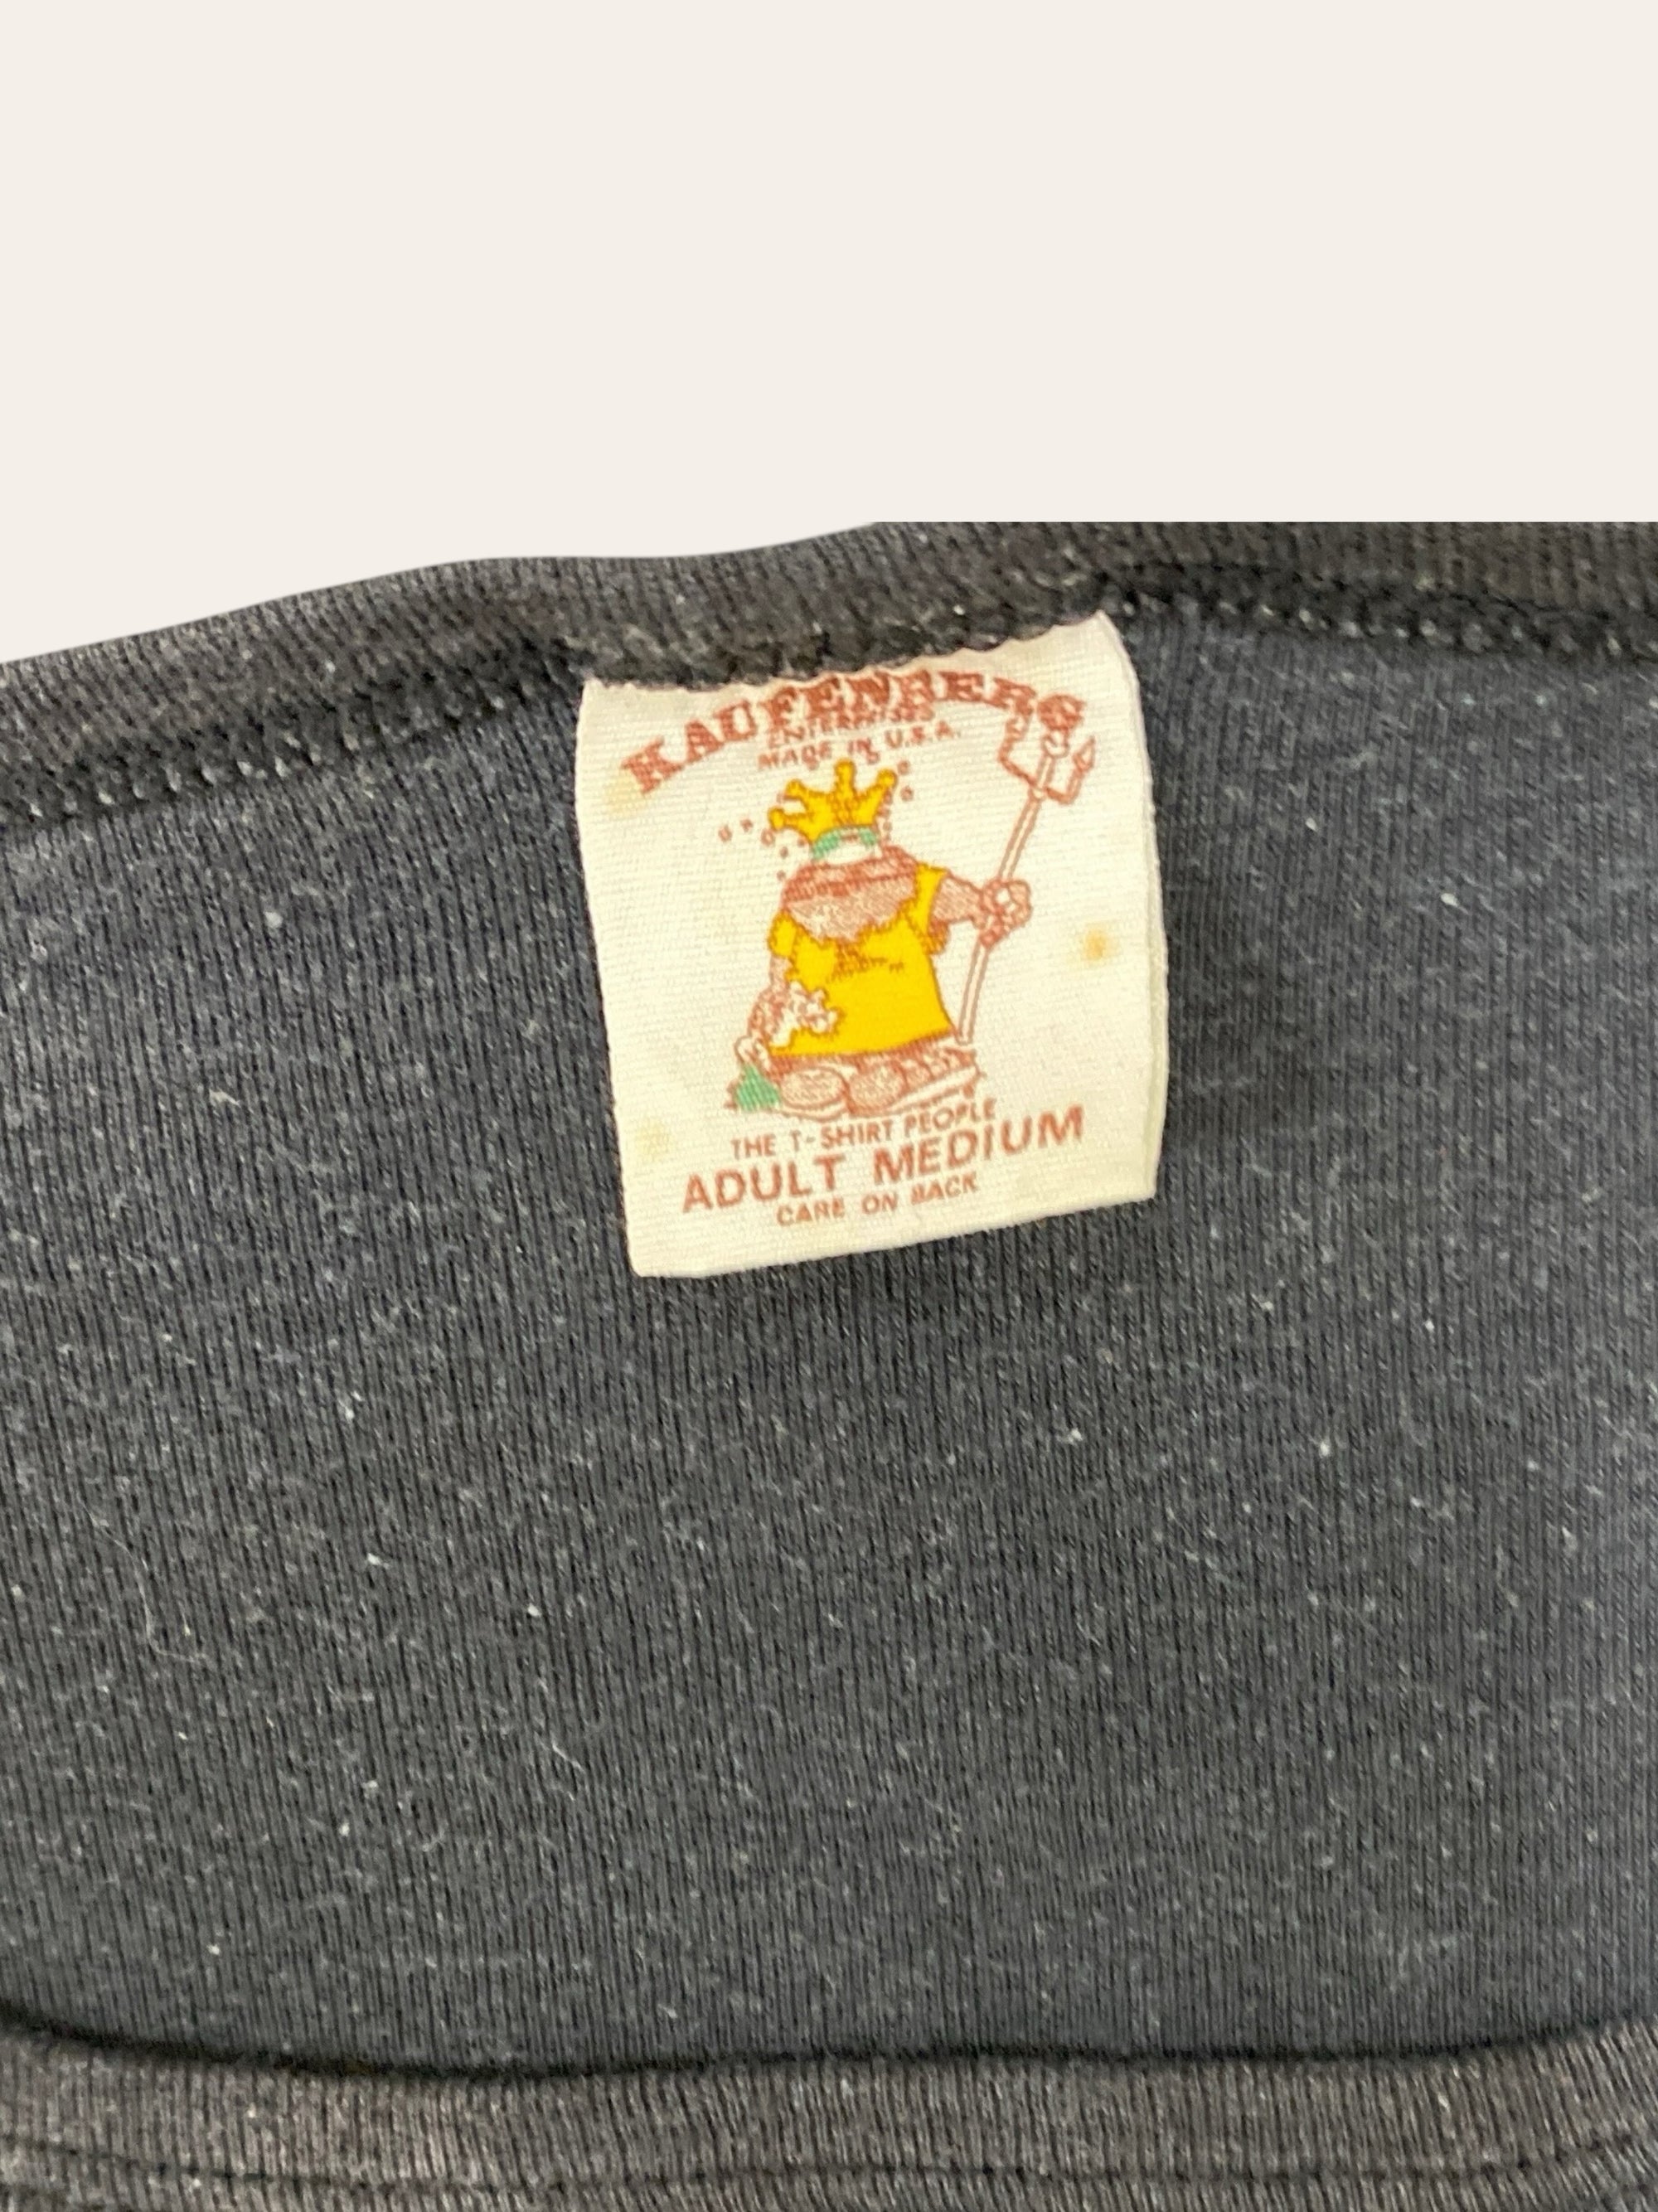 KAUFENBERG
ENTERPRISES
MADE IN U.S.A.
THE T-SHIRT PEOPLE
ADULT MEDIUM
CARE ON BACK